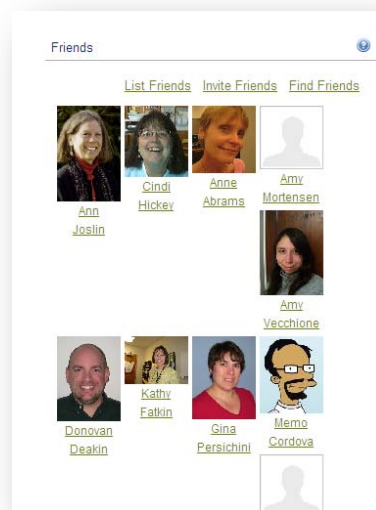 Friends
List Friends Invite Friends Find Friends
Ann
Joslin
Cindi
Hickey
Anne
Abrams
Amy
Mortensen
Amy
Vecchione
Donovan
Deakin
Kathy
Fatkin
Gina
Persichini
Memo
Cordova